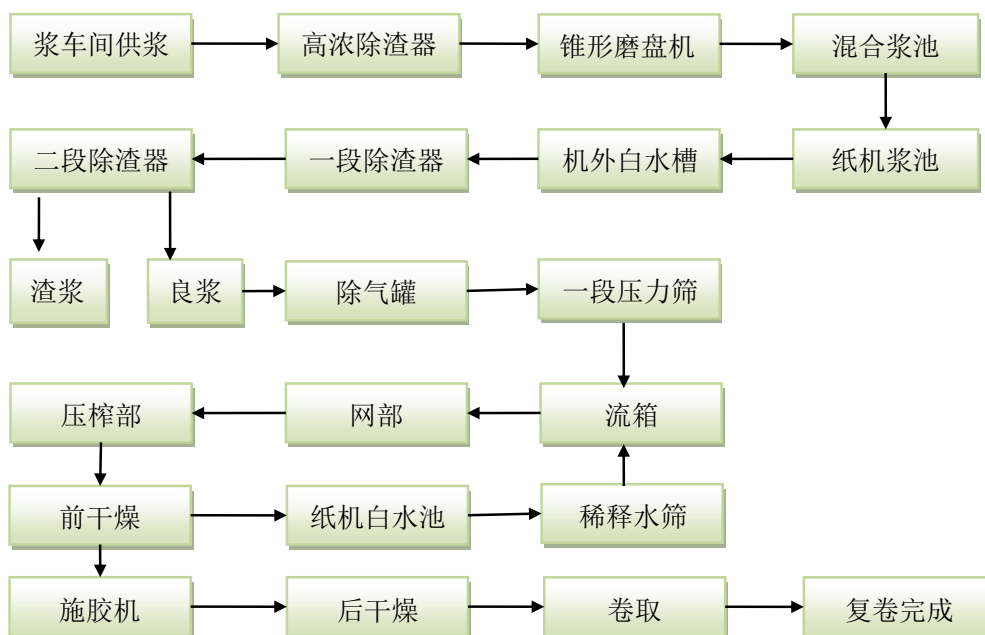 浆车间供浆
高浓除渣器
锥形磨盘机
混合浆池
二段除渣器
一段除渣器
机外白水槽
纸机浆池
渣浆
良浆
除气罐
一段压力筛
压榨部
网部
流箱
前干燥
纸机白水池
稀释水筛
施胶机
后干燥
卷取
复卷完成